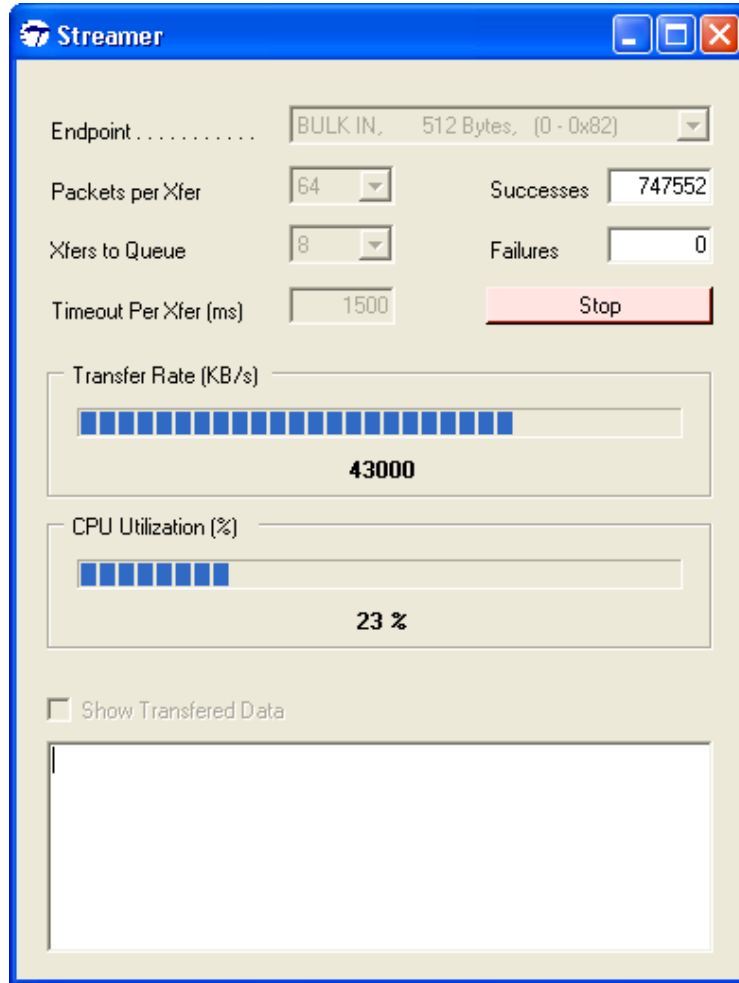 Streamer
Endpoint . . . . . . . . . . . BULK IN, 512 Bytes, (0 - 0x82)
Packets per Xfer 64 Successes 747552
Xfers to Queue 8 Failures 0
Timeout Per Xfer (ms) 1500 Stop
Transfer Rate (KB/s)
43000
CPU Utilization (%)
23 %
Show Transfered Data